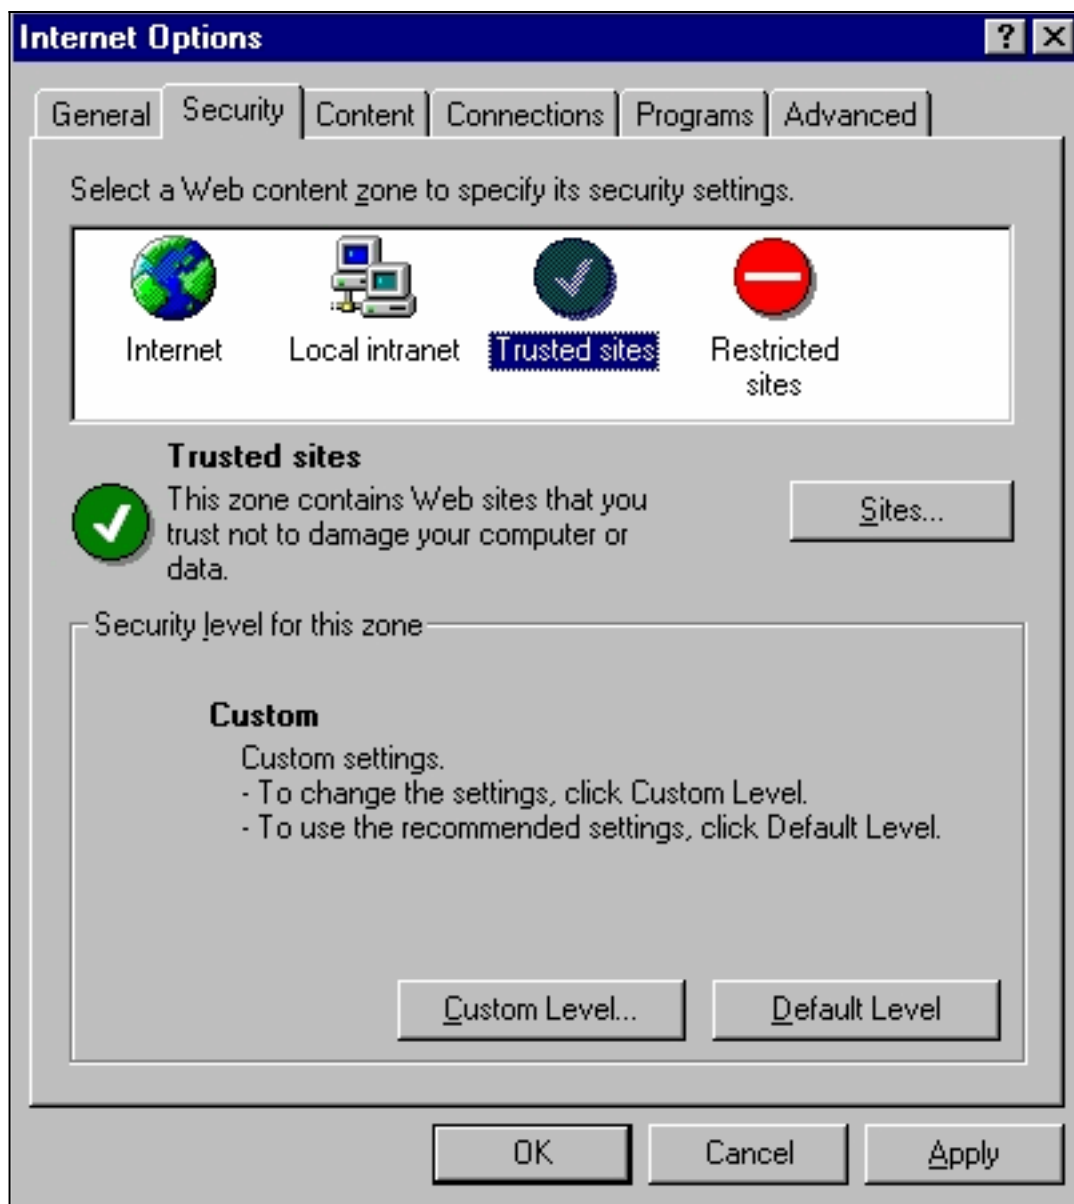 Internet Options
General Security Content Connections Programs Advanced
Select a Web content zone to specify its security settings.
Internet Local intranet Trusted sites Restricted
sites
Trusted sites
This zone contains Web sites that you
trust not to damage your computer or
data.
Sites...
Security level for this zone
Custom
Custom settings.
- To change the settings, click Custom Level.
- To use the recommended settings, click Default Level.
Custom Level... Default Level
OK Cancel Apply